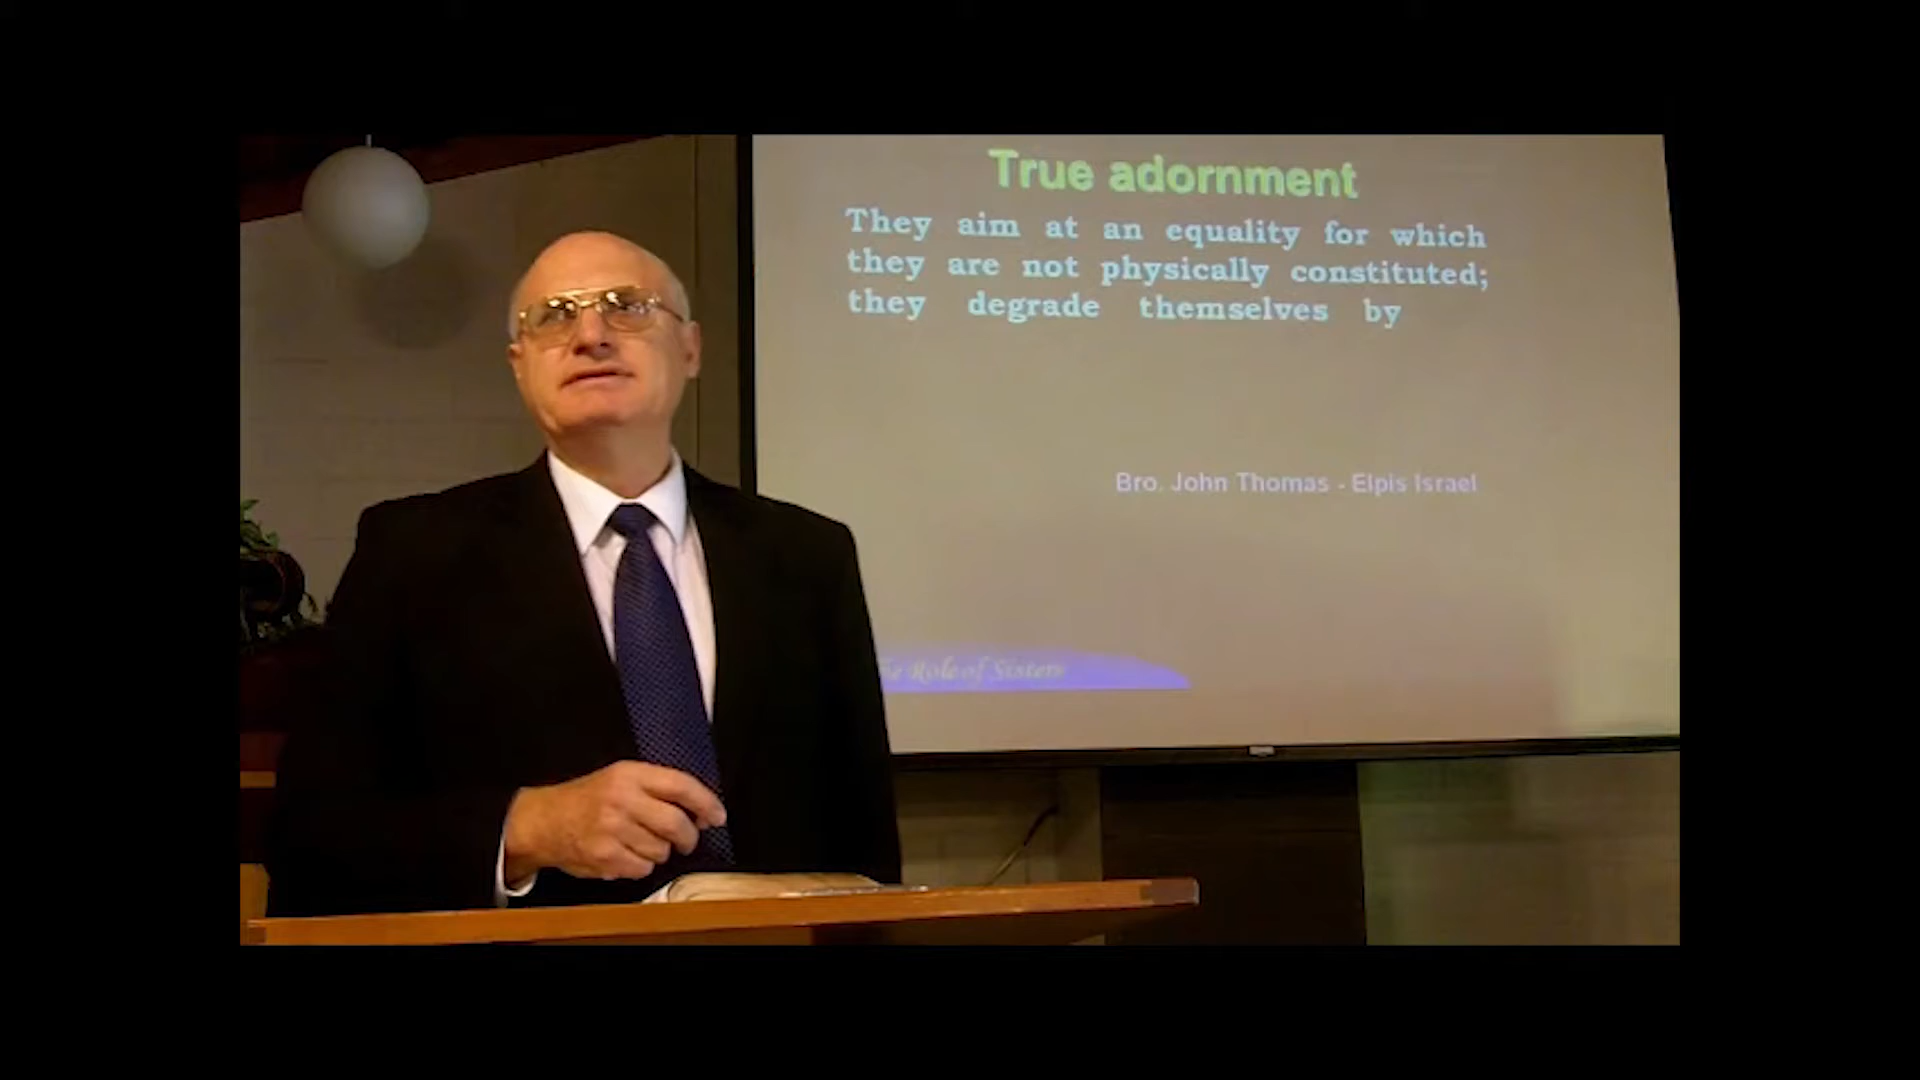 True adornment
They aim at an equality for which
they are not physically constituted;
they degrade themselves by
Bro. John Thomas - Elpis Israel
Role of Sisters